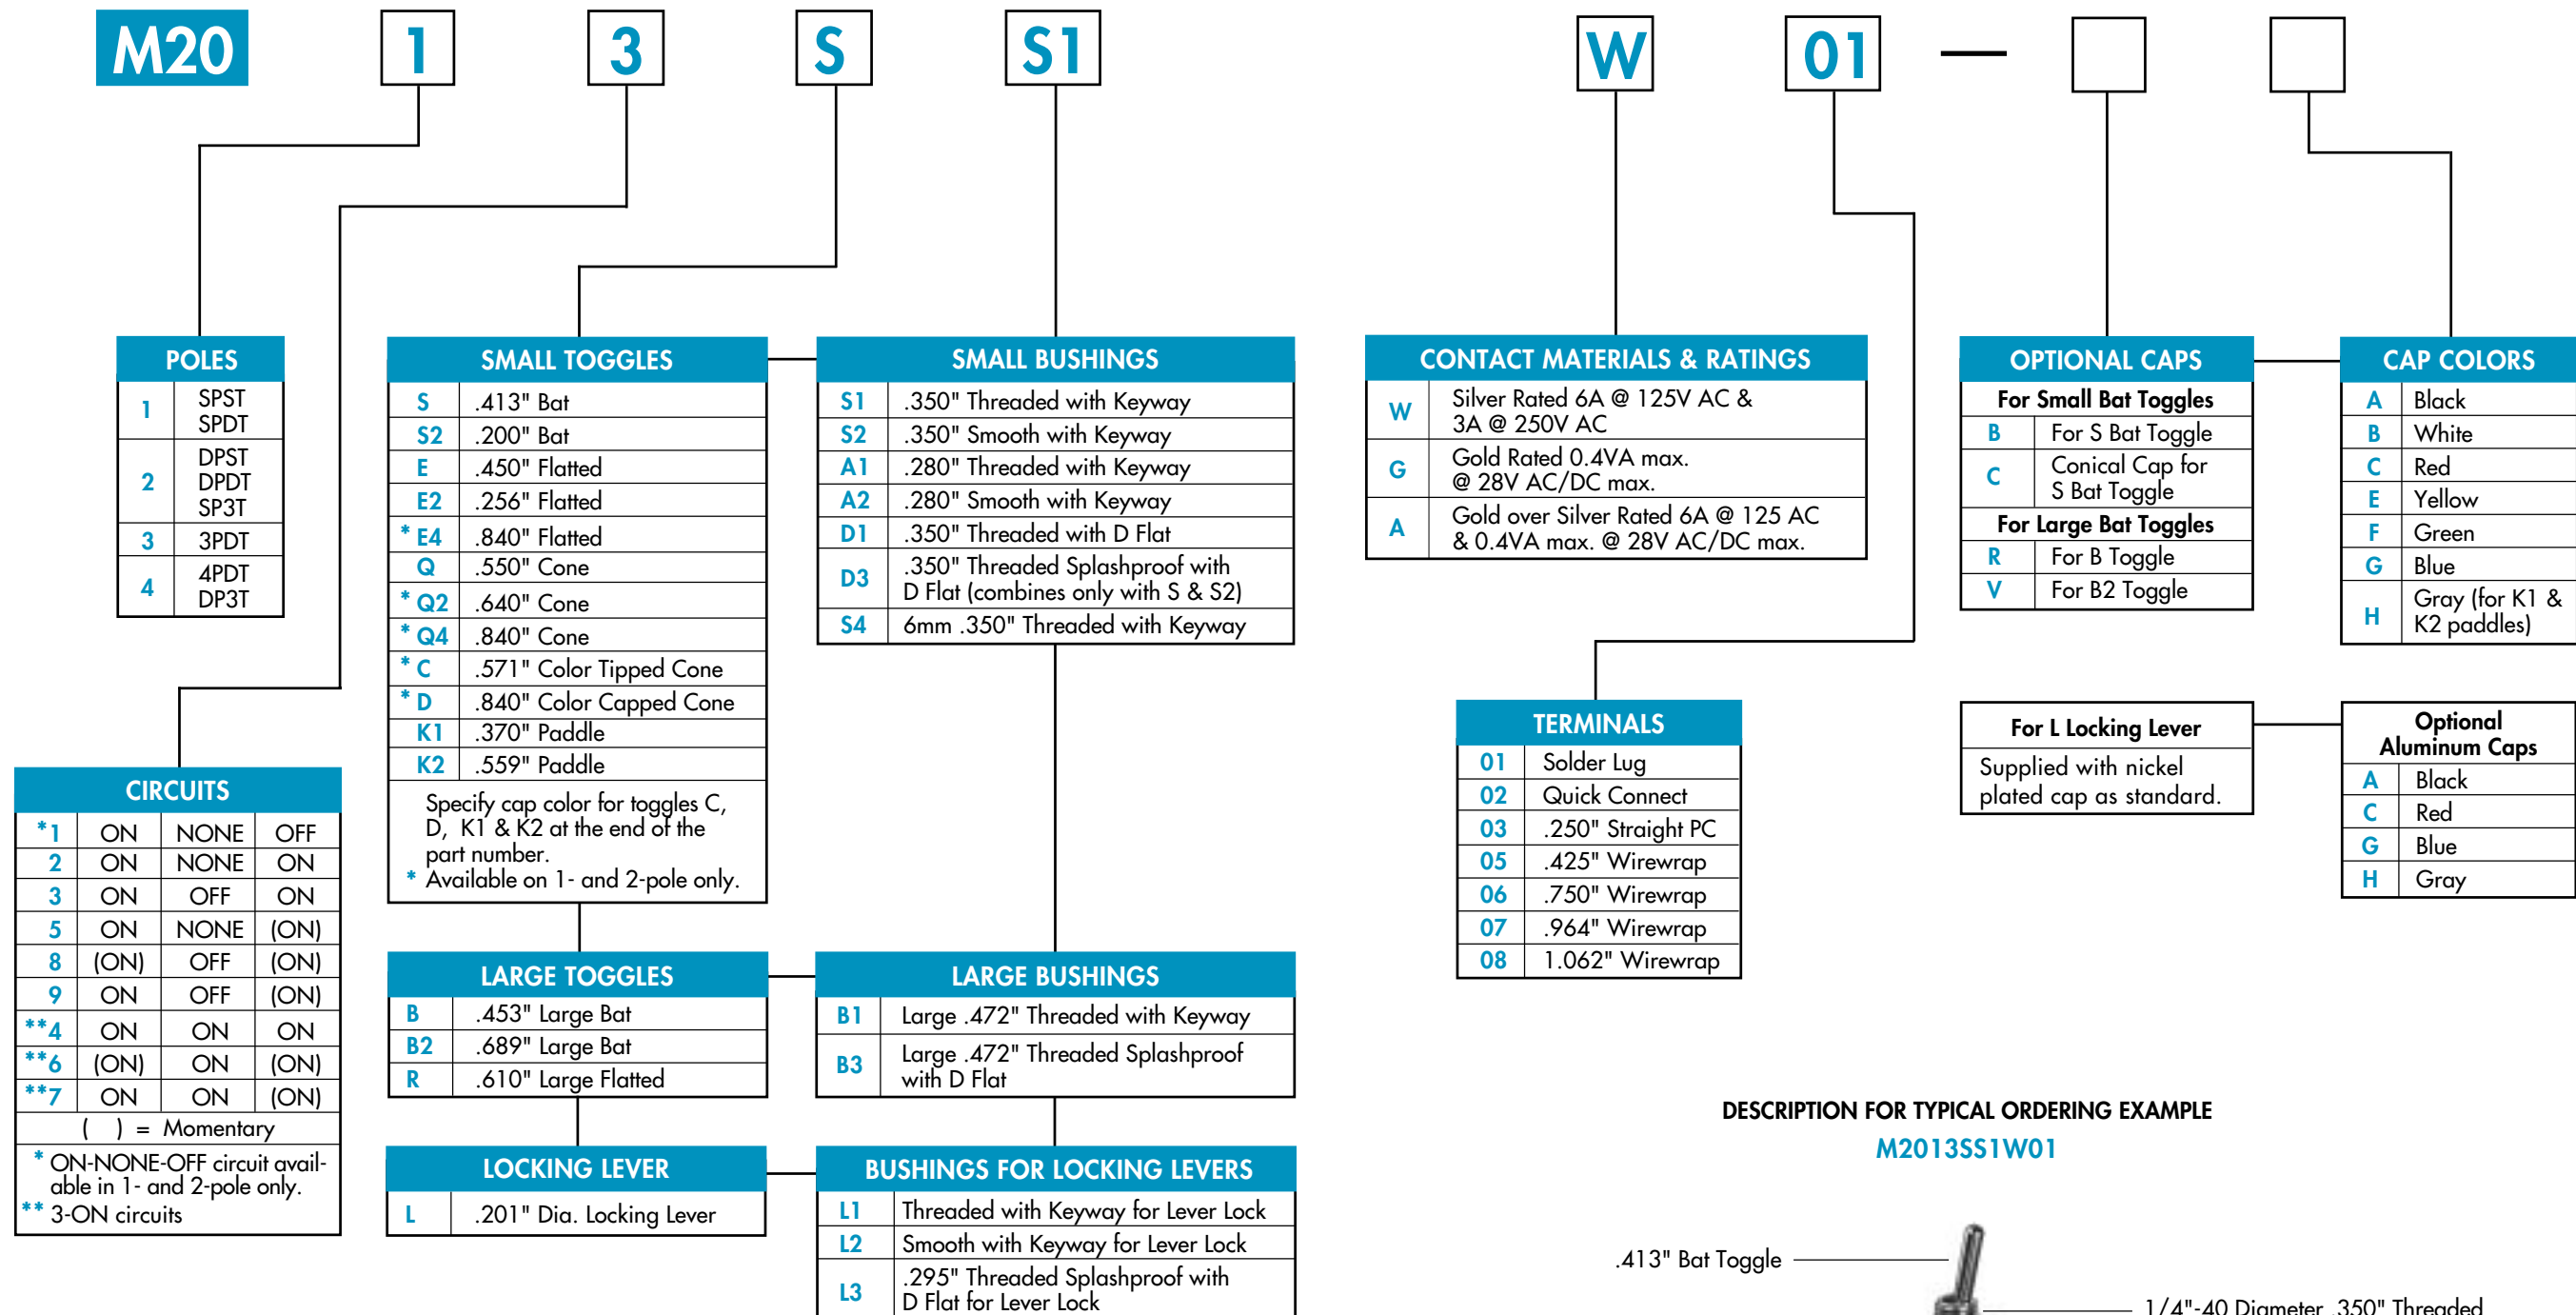 M20 1 3 S S1 W 01 —
POLES
1 SPST
SPDT
2 DPST
DPDT
SP3T
3 3PDT
4 4PDT
DP3T
CIRCUITS
*1 ON NONE OFF
2 ON NONE ON
3 ON OFF ON
5 ON NONE (ON)
8 (ON) OFF (ON)
9 ON OFF (ON)
**4 ON ON ON
**6 (ON) ON (ON)
**7 ON ON (ON)
( ) = Momentary
* ON-NONE-OFF circuit avail-
able in 1- and 2-pole only.
** 3-ON circuits
SMALL TOGGLES
S .413" Bat
S2 .200" Bat
E .450" Flatted
E2 .256" Flatted
* E4 .840" Flatted
Q .550" Cone
* Q2 .640" Cone
* Q4 .840" Cone
* C .571" Color Tipped Cone
* D .840" Color Capped Cone
K1 .370" Paddle
K2 .559" Paddle
Specify cap color for toggles C,
D, K1 & K2 at the end of the
part number.
* Available on 1- and 2-pole only.
LARGE TOGGLES
B .453" Large Bat
B2 .689" Large Bat
R .610" Large Flatted
LOCKING LEVER
L .201" Dia. Locking Lever
SMALL BUSHINGS
S1 .350" Threaded with Keyway
S2 .350" Smooth with Keyway
A1 .280" Threaded with Keyway
A2 .280" Smooth with Keyway
D1 .350" Threaded with D Flat
D3 .350" Threaded Splashproof with
D Flat (combines only with S & S2)
S4 6mm .350" Threaded with Keyway
LARGE BUSHINGS
B1 Large .472" Threaded with Keyway
B3 Large .472" Threaded Splashproof
with D Flat
BUSHINGS FOR LOCKING LEVERS
L1 Threaded with Keyway for Lever Lock
L2 Smooth with Keyway for Lever Lock
L3 .295" Threaded Splashproof with
D Flat for Lever Lock
CONTACT MATERIALS & RATINGS
W Silver Rated 6A @ 125V AC &
3A @ 250V AC
G Gold Rated 0.4VA max.
@ 28V AC/DC max.
A Gold over Silver Rated 6A @ 125 AC
& 0.4VA max. @ 28V AC/DC max.
TERMINALS
01 Solder Lug
02 Quick Connect
03 .250" Straight PC
05 .425" Wirewrap
06 .750" Wirewrap
07 .964" Wirewrap
08 1.062" Wirewrap
OPTIONAL CAPS
For Small Bat Toggles
B For S Bat Toggle
C Conical Cap for
S Bat Toggle
For Large Bat Toggles
R For B Toggle
V For B2 Toggle
For L Locking Lever
Supplied with nickel
plated cap as standard.
CAP COLORS
A Black
B White
C Red
E Yellow
F Green
G Blue
H Gray (for K1 &
K2 paddles)
Optional
Aluminum Caps
A Black
C Red
G Blue
H Gray
DESCRIPTION FOR TYPICAL ORDERING EXAMPLE
M2013SS1W01
.413" Bat Toggle
1/4"-40 Diameter .350" Threaded